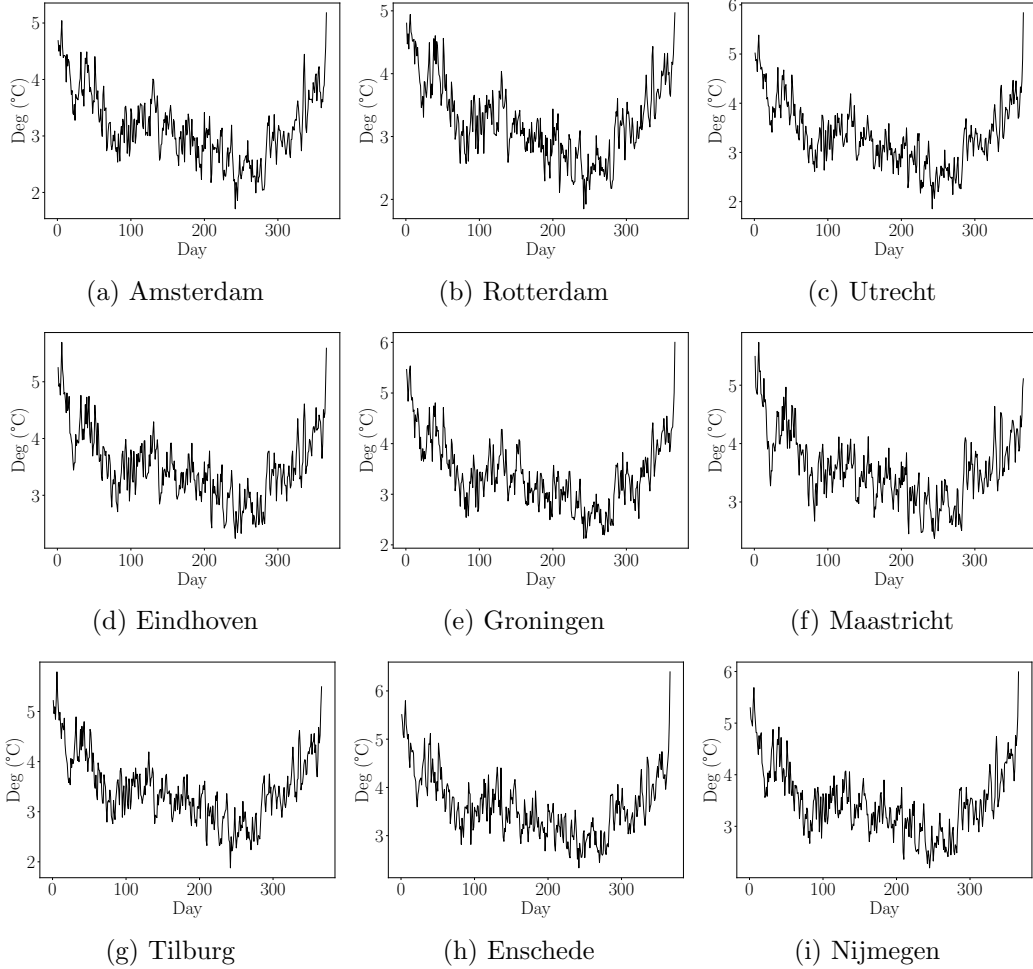 5
4
3
2
0 100 200 300
Day
Deg (°C)
(a) Amsterdam
5
4
3
2
0 100 200 300
Day
Deg (°C)
(b) Rotterdam
6
5
4
3
2
0 100 200 300
Day
Deg (°C)
(c) Utrecht
5
4
3
0 100 200 300
Day
Deg (°C)
(d) Eindhoven
6
5
4
3
2
0 100 200 300
Day
Deg (°C)
(e) Groningen
5
4
3
0 100 200 300
Day
Deg (°C)
(f) Maastricht
5
4
3
2
0 100 200 300
Day
Deg (°C)
(g) Tilburg
6
5
4
3
0 100 200 300
Day
Deg (°C)
(h) Enschede
6
5
4
3
0 100 200 300
Day
Deg (°C)
(i) Nijmegen